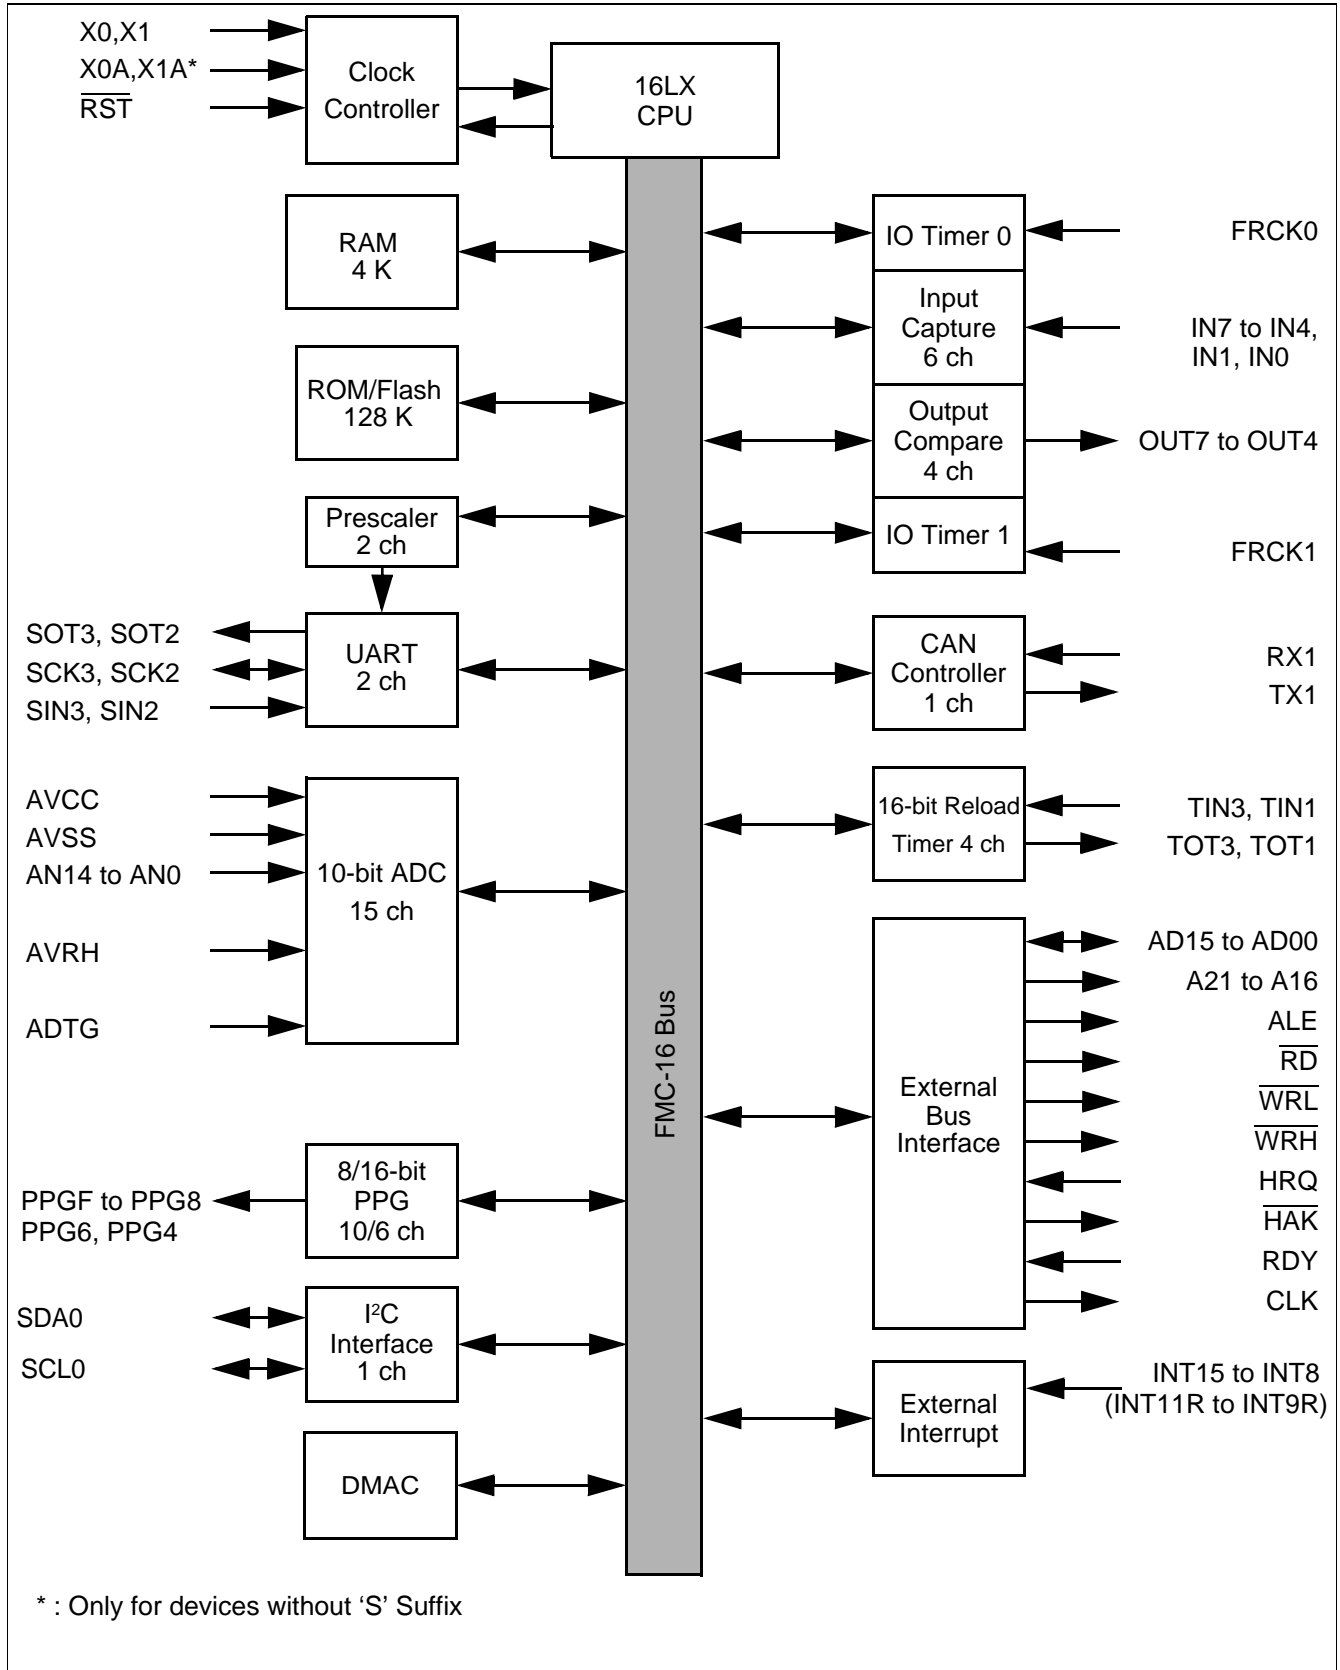 X0,X1
X0A,X1A*
RST
Clock
Controller
16LX
CPU
RAM
4 K
ROM/Flash
128 K
Prescaler
2 ch
SOT3, SOT2
SCK3, SCK2
SIN3, SIN2
UART
2 ch
AVCC
AVSS
AN14 to AN0
AVRH
ADTG
10-bit ADC
15 ch
PPGF to PPG8
PPG6, PPG4
8/16-bit
PPG
10/6 ch
SDA0
SCL0
I²C
Interface
1 ch
DMAC
FMC-16 Bus
IO Timer 0
FRCK0
Input
Capture
6 ch
IN7 to IN4,
IN1, IN0
Output
Compare
4 ch
OUT7 to OUT4
IO Timer 1
FRCK1
CAN
Controller
1 ch
RX1
TX1
16-bit Reload
Timer 4 ch
TIN3, TIN1
TOT3, TOT1
External
Bus
Interface
AD15 to AD00
A21 to A16
ALE
RD
WRL
WRH
HRQ
HAK
RDY
CLK
External
Interrupt
INT15 to INT8
(INT11R to INT9R)
* : Only for devices without ‘S’ Suffix